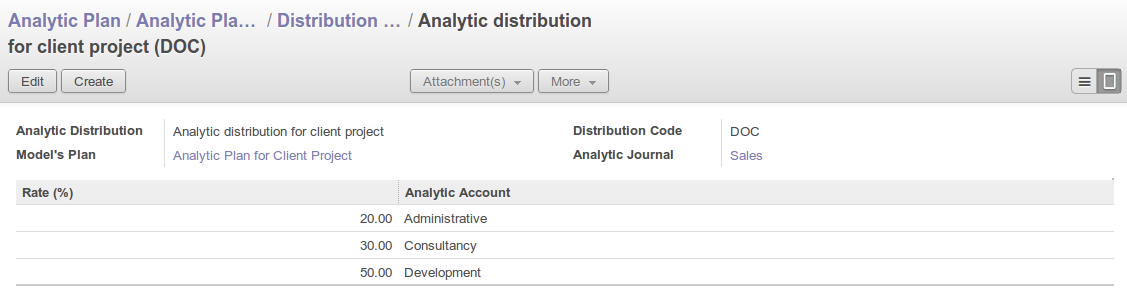 Analytic Plan / Analytic Pla… / Distribution … / Analytic distribution
for client project (DOC)
Edit Create Attachment(s) More
Analytic Distribution Analytic distribution for client project Distribution Code DOC
Model's Plan Analytic Plan for Client Project Analytic Journal Sales
Rate (%) Analytic Account
20.00 Administrative
30.00 Consultancy
50.00 Development